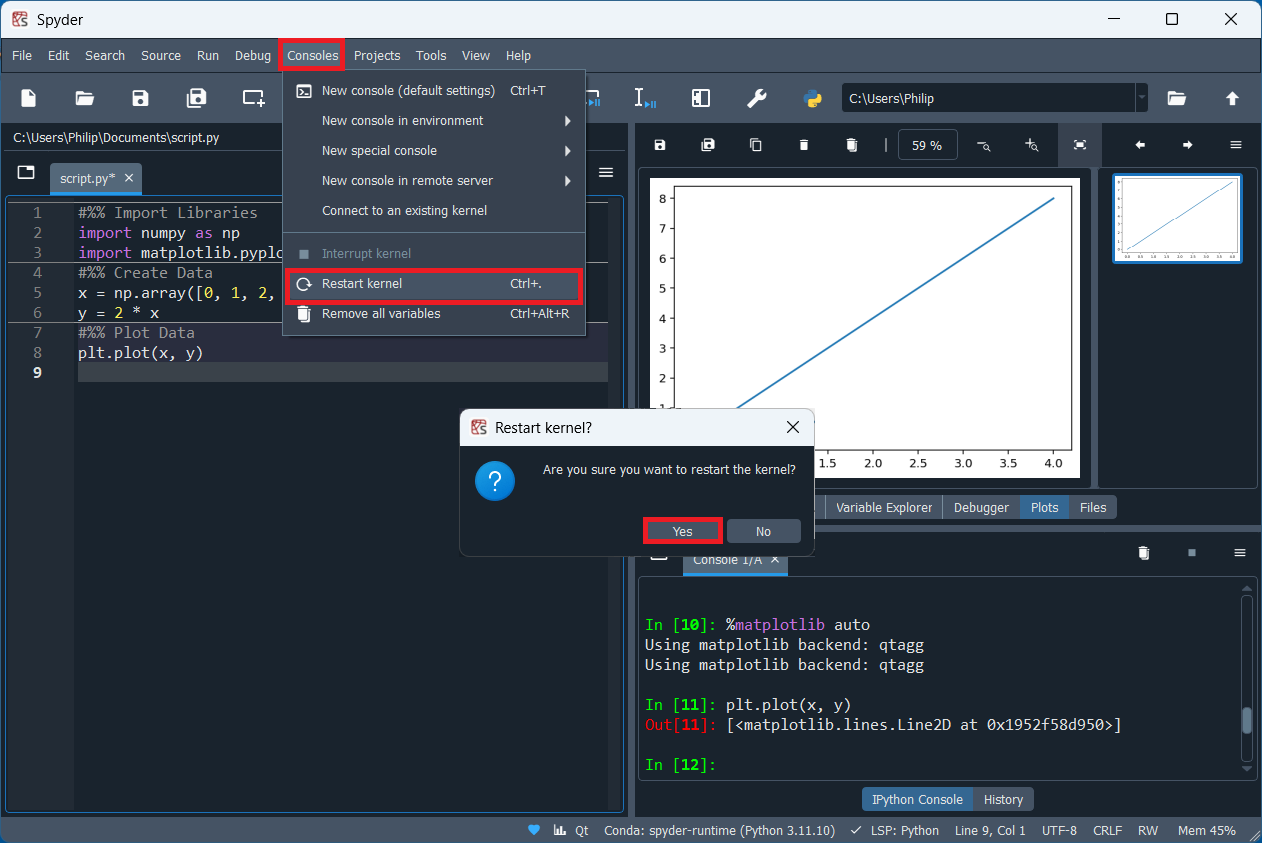 Spyder
File Edit Search Source Run Debug Consoles Projects Tools View Help
C:\Users\Philip
New console (default settings) Ctrl+T
New console in environment
New special console
New console in remote server
Connect to an existing kernel
Interrupt kernel
Restart kernel Ctrl+.
Remove all variables Ctrl+Alt+R
C:\Users\Philip\Documents\script.py
script.py*
1 #%% Import Libraries
2 import numpy as np
3 import matplotlib.pyplo
4 #%% Create Data
5 x = np.array([0, 1, 2,
6 y = 2 * x
7 #%% Plot Data
8 plt.plot(x, y)
9
59 %
8
7
6
5
4
3
2
1
1.5 2.0 2.5 3.0 3.5 4.0
Restart kernel?
Are you sure you want to restart the kernel?
Yes No
Variable Explorer Debugger Plots Files
Console 1/A
In [10]: %matplotlib auto
Using matplotlib backend: qtagg
Using matplotlib backend: qtagg
In [11]: plt.plot(x, y)
Out[11]: [<matplotlib.lines.Line2D at 0x1952f58d950>]
In [12]:
IPython Console History
Qt Conda: spyder-runtime (Python 3.11.10) LSP: Python Line 9, Col 1 UTF-8 CRLF RW Mem 45%